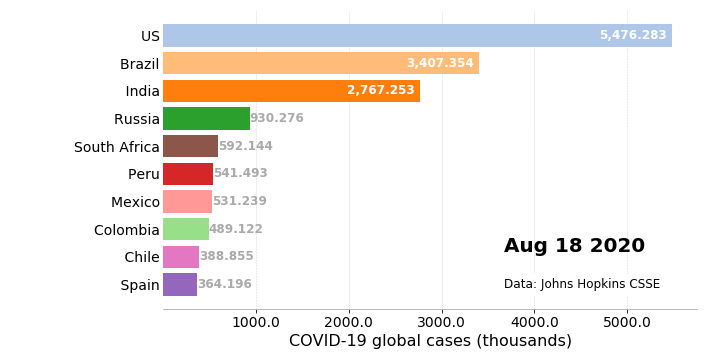 US 5,476.283
Brazil 3,407.354
India 2,767.253
Russia 930.276
South Africa 592.144
Peru 541.493
Mexico 531.239
Colombia 489.122
Aug 18 2020
Chile 388.855
Spain 364.196
Data: Johns Hopkins CSSE
1000.0 2000.0 3000.0 4000.0 5000.0
COVID-19 global cases (thousands)